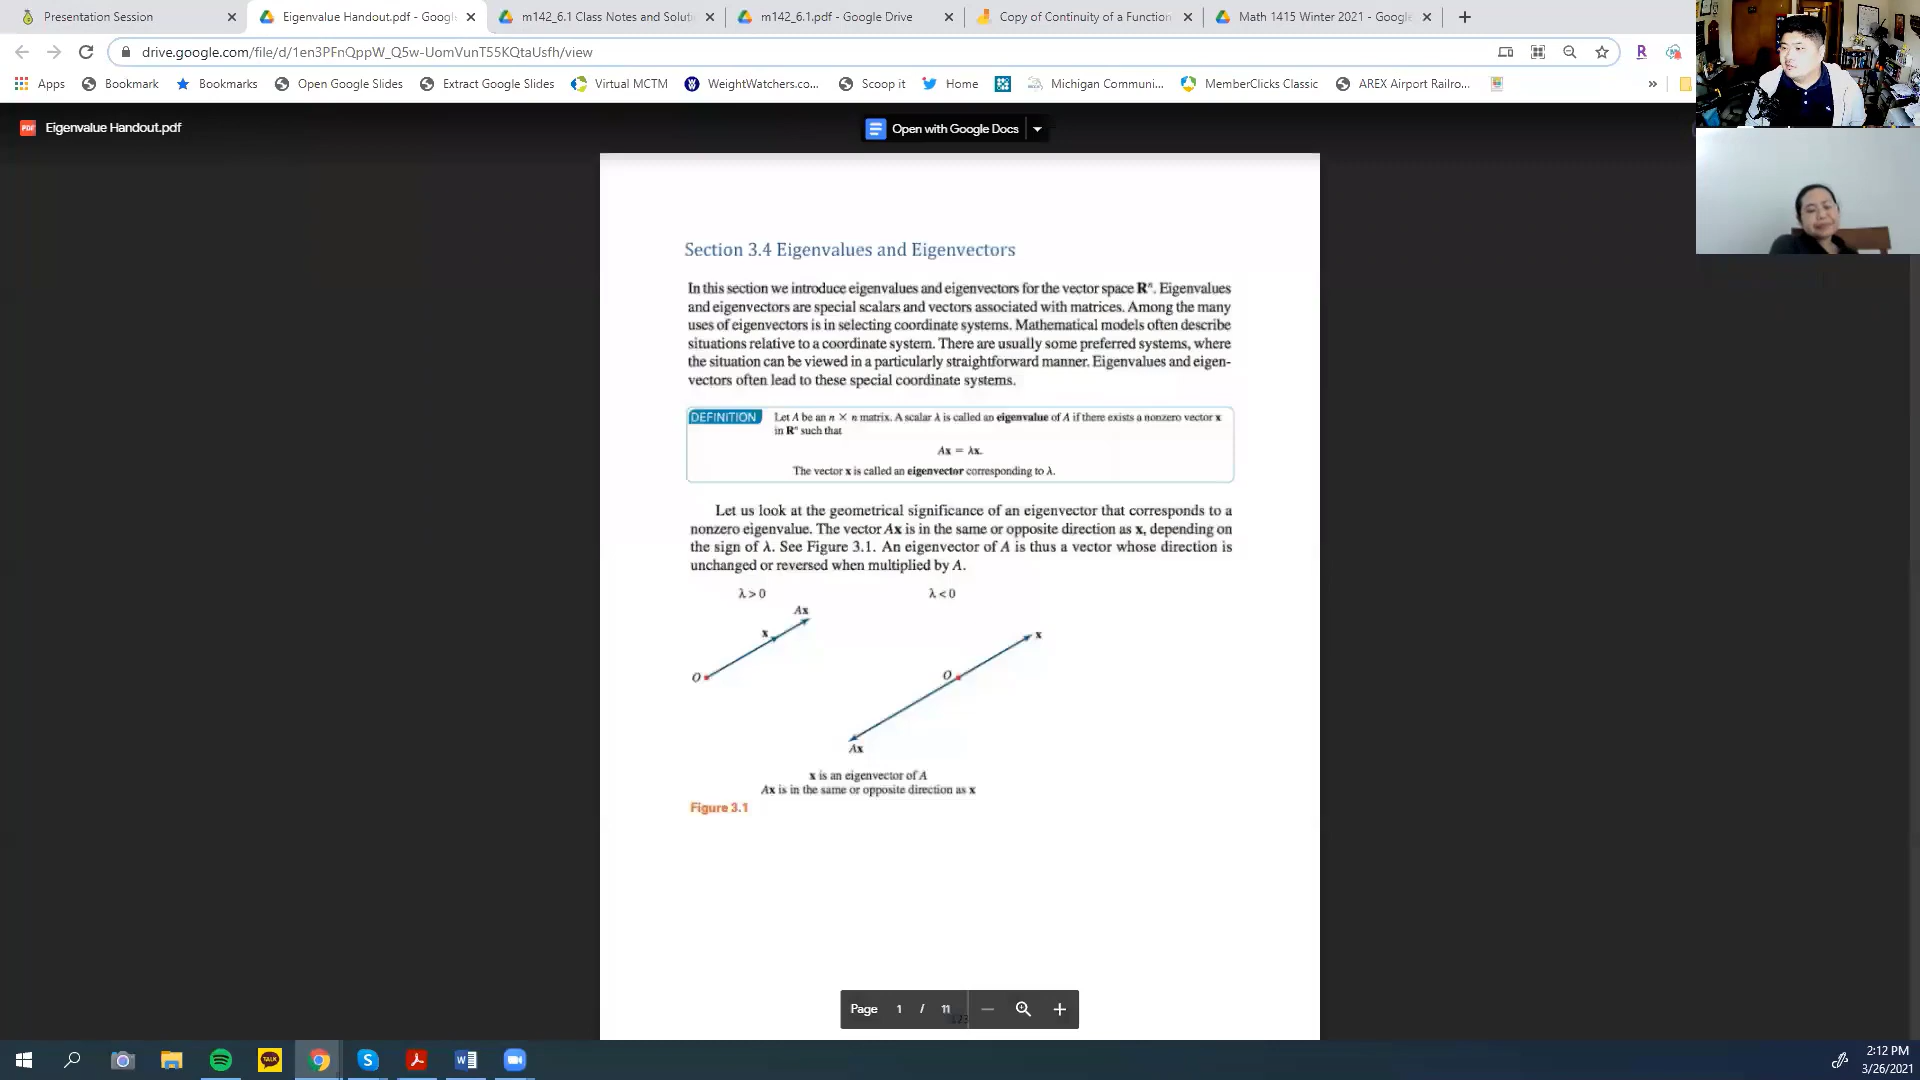 Presentation Session
Eigenvalue Handout.pdf - Googl
m142_6.1 Class Notes and Soluti
m142_6.1.pdf - Google Drive
Copy of Continuity of a Function
Math 1415 Winter 2021 - Google
drive.google.com/file/d/1en3PFnQppW_Q5w-UomVunT55KQtaUsfh/view
Apps
Bookmark
Bookmarks
Open Google Slides
Extract Google Slides
Virtual MCTM
WeightWatchers.co...
Scoop it
Home
Michigan Communi...
MemberClicks Classic
AREX Airport Railro...
»
PDF Eigenvalue Handout.pdf
Open with Google Docs
Section 3.4 Eigenvalues and Eigenvectors
In this section we introduce eigenvalues and eigenvectors for the vector space Rⁿ. Eigenvalues
and eigenvectors are special scalars and vectors associated with matrices. Among the many
uses of eigenvectors is in selecting coordinate systems. Mathematical models often describe
situations relative to a coordinate system. There are usually some preferred systems, where
the situation can be viewed in a particularly straightforward manner. Eigenvalues and eigen-
vectors often lead to these special coordinate systems.
DEFINITION Let A be an n × n matrix. A scalar λ is called an eigenvalue of A if there exists a nonzero vector x
in Rⁿ such that
Ax = λx.
The vector x is called an eigenvector corresponding to λ.
Let us look at the geometrical significance of an eigenvector that corresponds to a
nonzero eigenvalue. The vector Ax is in the same or opposite direction as x, depending on
the sign of λ. See Figure 3.1. An eigenvector of A is thus a vector whose direction is
unchanged or reversed when multiplied by A.
λ > 0
λ < 0
Ax
x
O
x
O
Ax
x is an eigenvector of A
Ax is in the same or opposite direction as x
Figure 3.1
Page 1 / 11
TALK
2:12 PM
3/26/2021